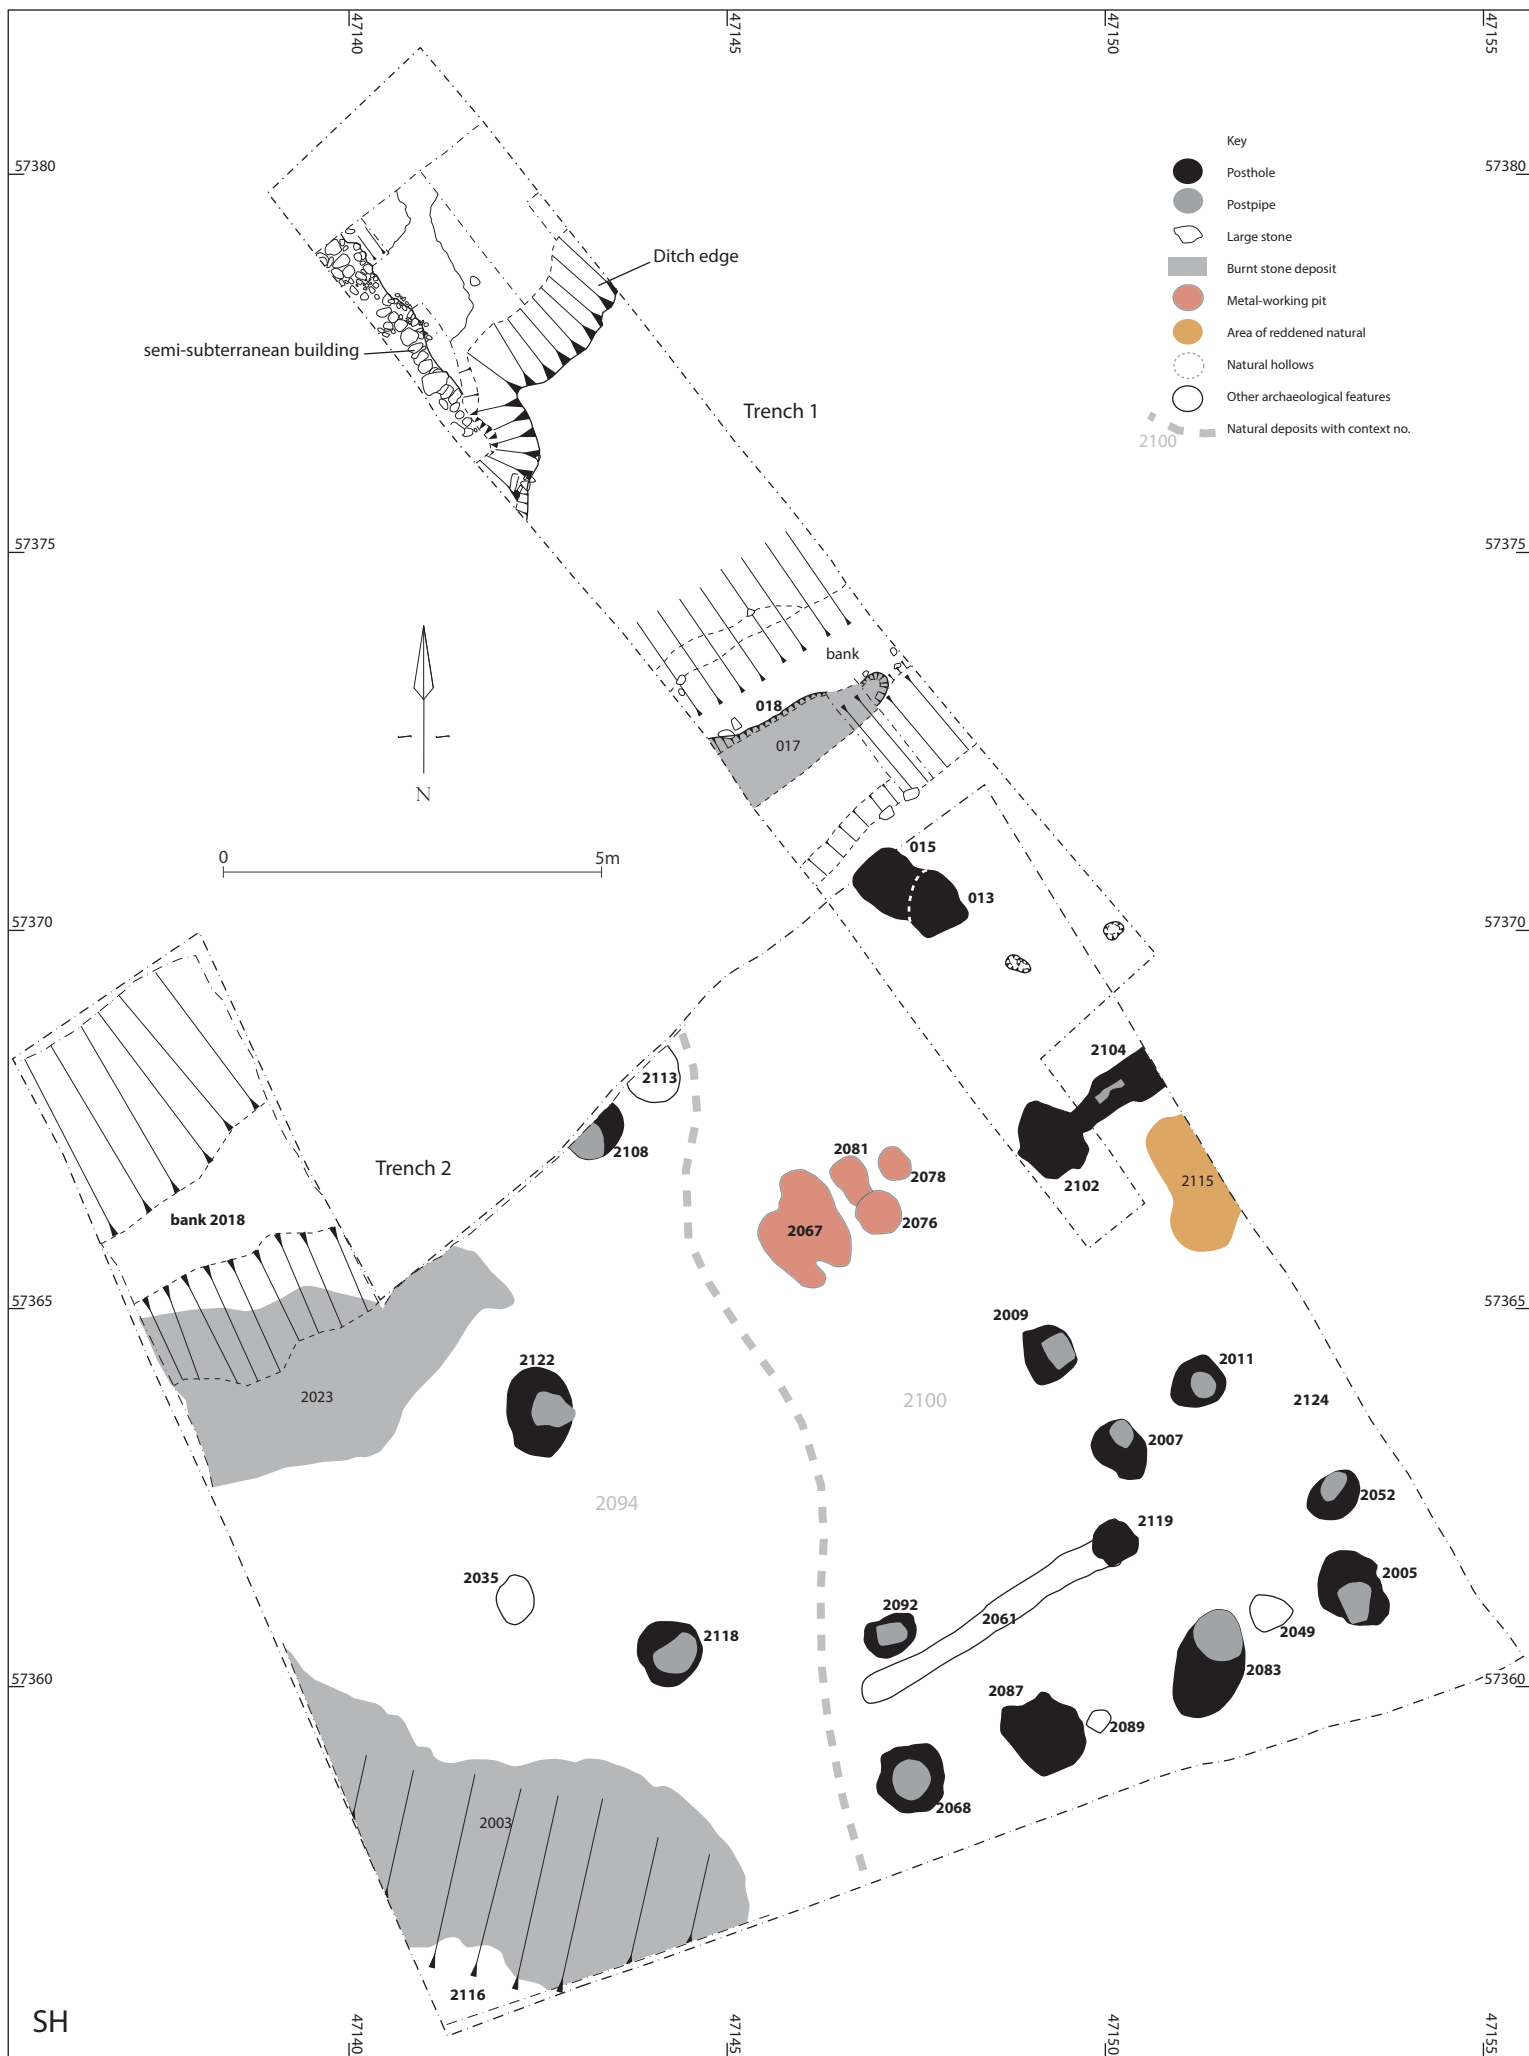 47140
47145
47150
47155
57380
57380
Key
Posthole
Postpipe
Large stone
Burnt stone deposit
Metal-working pit
Area of reddened natural
Natural hollows
Other archaeological features
Natural deposits with context no.
2100
Ditch edge
semi-subterranean building
Trench 1
57375
57375
bank
018
017
N
0
5m
015
013
57370
57370
2104
2113
2108
Trench 2
2081
2078
2102
2115
bank 2018
2067
2076
57365
57365
2009
2122
2011
2023
2100
2124
2007
2094
2052
2119
2035
2005
2092
2061
2049
2118
2083
57360
57360
2087
2089
2068
2003
2116
SH
47140
47145
47150
47155